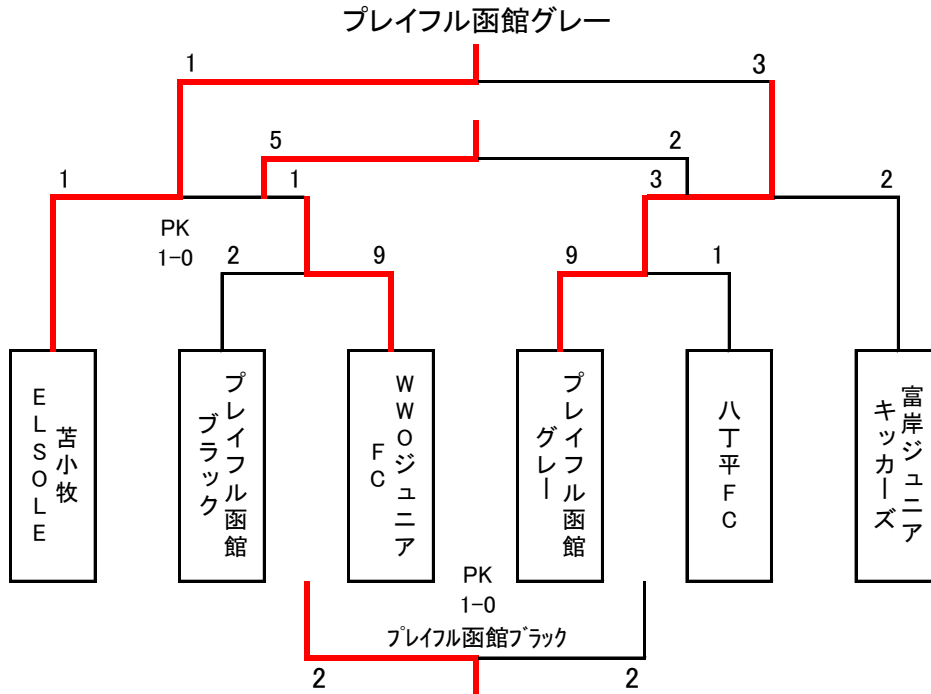 プレイフル函館グレー
1
3
5
2
1
1
3
2
PK
1-0
2
9
9
1
苫小牧
ELSOLE
プレイフル函館
ブラック
WWOジュニア
FC
プレイフル函館
グレー
八丁平FC
富岸ジュニア
キッカーズ
PK
1-0
プレイフル函館ブラック
2
2